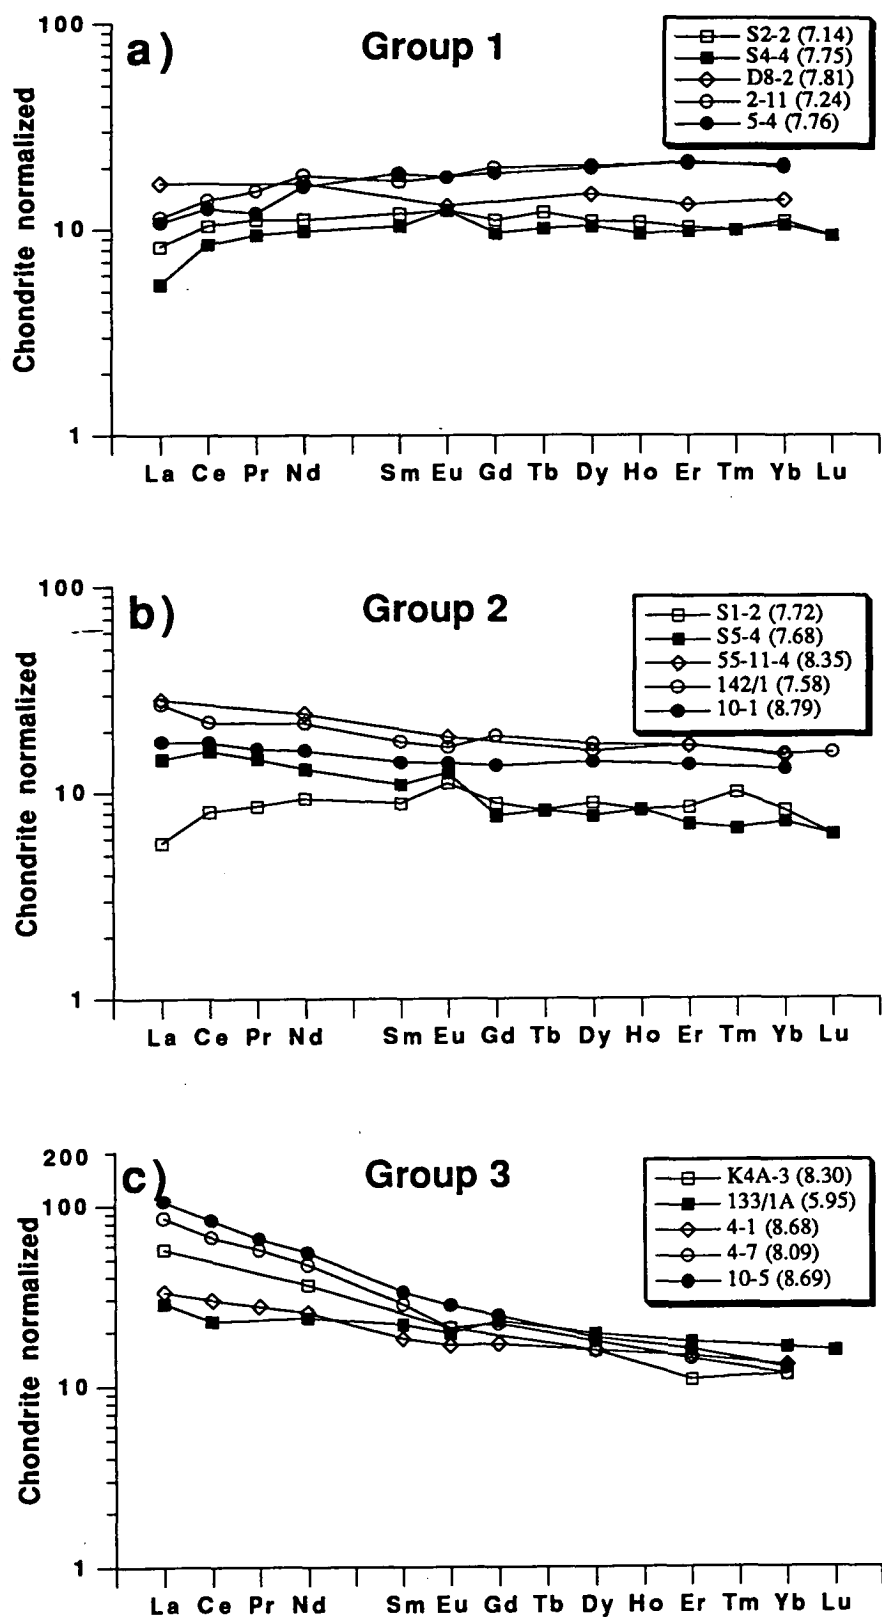 a)
Group 1
S2-2 (7.14)
S4-4 (7.75)
D8-2 (7.81)
2-11 (7.24)
5-4 (7.76)
Chondrite normalized
100
10
1
La Ce Pr Nd Sm Eu Gd Tb Dy Ho Er Tm Yb Lu
b)
Group 2
S1-2 (7.72)
S5-4 (7.68)
55-11-4 (8.35)
142/1 (7.58)
10-1 (8.79)
Chondrite normalized
100
10
1
La Ce Pr Nd Sm Eu Gd Tb Dy Ho Er Tm Yb Lu
c)
Group 3
K4A-3 (8.30)
133/1A (5.95)
4-1 (8.68)
4-7 (8.09)
10-5 (8.69)
Chondrite normalized
200
100
10
1
La Ce Pr Nd Sm Eu Gd Tb Dy Ho Er Tm Yb Lu